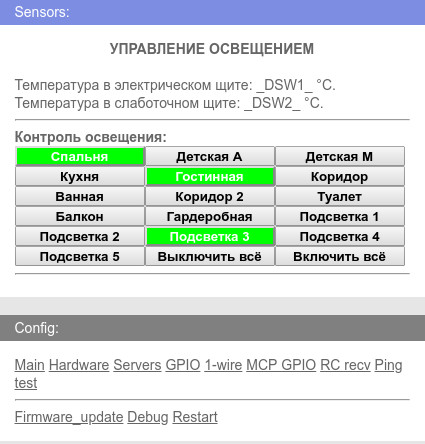 Sensors:
УПРАВЛЕНИЕ ОСВЕЩЕНИЕМ
Температура в электрическом щите: _DSW1_ °C.
Температура в слаботочном щите: _DSW2_ °C.
Контроль освещения:
Спальня Детская А Детская М
Кухня Гостинная Коридор
Ванная Коридор 2 Туалет
Балкон Гардеробная Подсветка 1
Подсветка 2 Подсветка 3 Подсветка 4
Подсветка 5 Выключить всё Включить всё
Config:
Main Hardware Servers GPIO 1-wire MCP GPIO RC recv Ping
test
Firmware_update Debug Restart